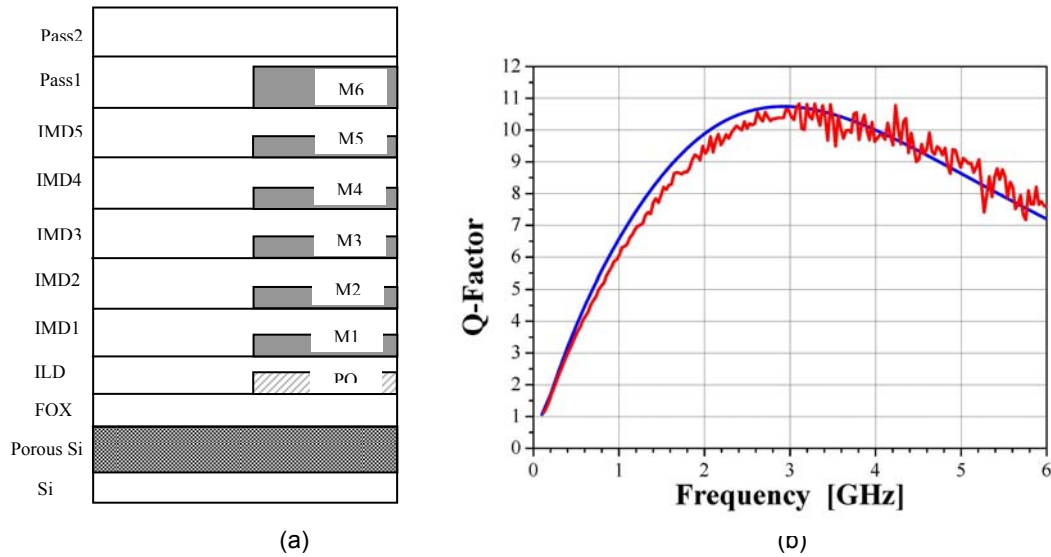 Pass2
Pass1
M6
IMD5
M5
IMD4
M4
IMD3
M3
IMD2
M2
IMD1
M1
ILD
PO
FOX
Porous Si
Si
(a)
Q-Factor
12
11
10
9
8
7
6
5
4
3
2
1
0
0 1 2 3 4 5 6
Frequency [GHz]
(b)